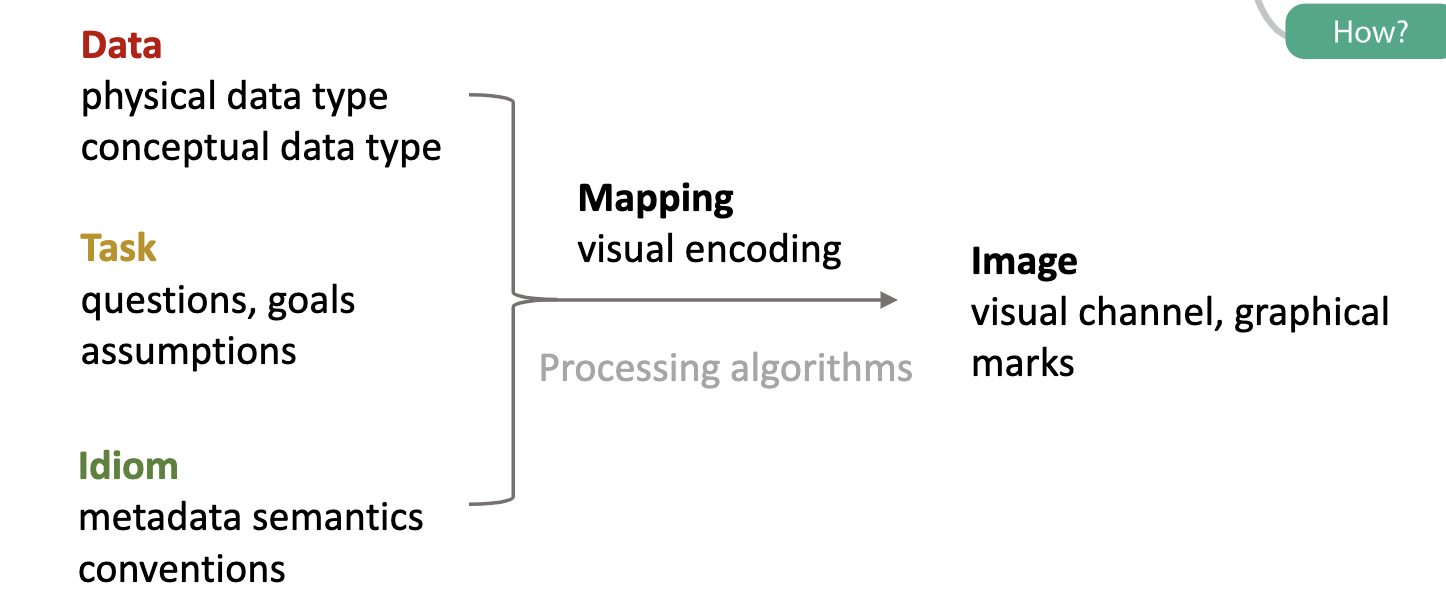 How?
Data
physical data type
conceptual data type
Task
questions, goals
assumptions
Idiom
metadata semantics
conventions
Mapping
visual encoding
Processing algorithms
Image
visual channel, graphical
marks